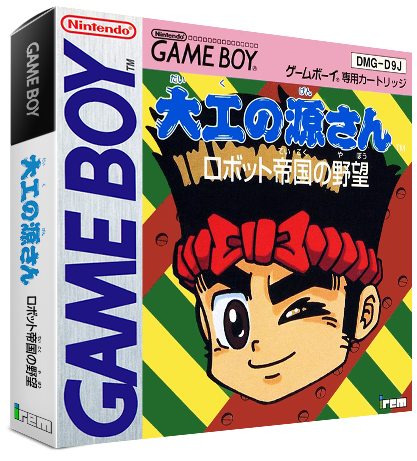 GAME BOY
大工の源さん
ロボット帝国の野望
irem
Nintendo
GAME BOY™
Nintendo
GAME BOY®
DMG-D9J
ゲームボーイ®専用カートリッジ
だい く げん
大工の源さん™
ていこく やぼう
ロボット帝国の野望
irem